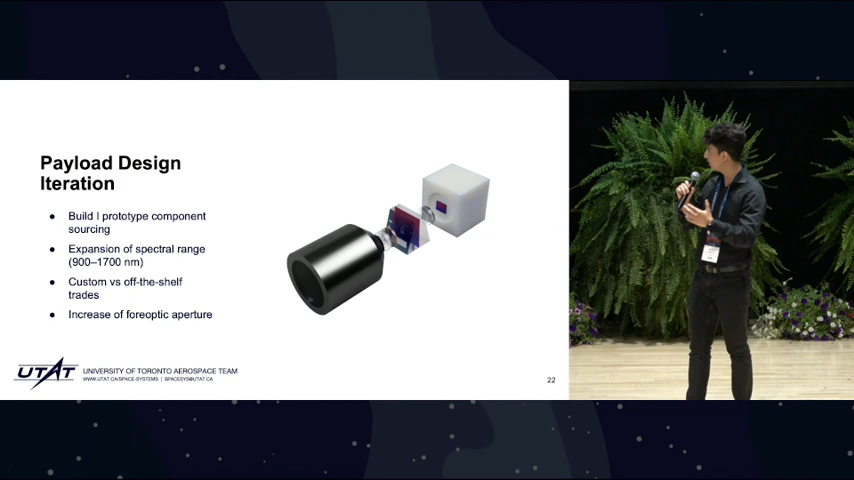 Payload Design
Iteration
● Build I prototype component
sourcing
● Expansion of spectral range
(900–1700 nm)
● Custom vs off-the-shelf
trades
● Increase of foreoptic aperture
UTAT
UNIVERSITY OF TORONTO AEROSPACE TEAM
WWW.UTAT.CA/SPACE-SYSTEMS | SPACESYS@UTAT.CA
22